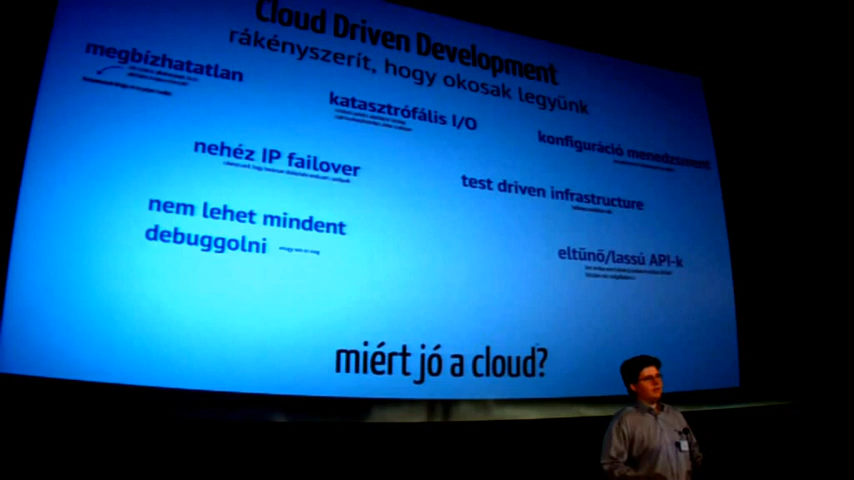 Cloud Driven Development
rákényszerít, hogy okosak legyünk
megbízhatatlan
katasztrófális I/O
konfiguráció menedzsment
nehéz IP failover
test driven infrastructure
nem lehet mindent
debuggolni
eltűnő/lassú API-k
miért jó a cloud?